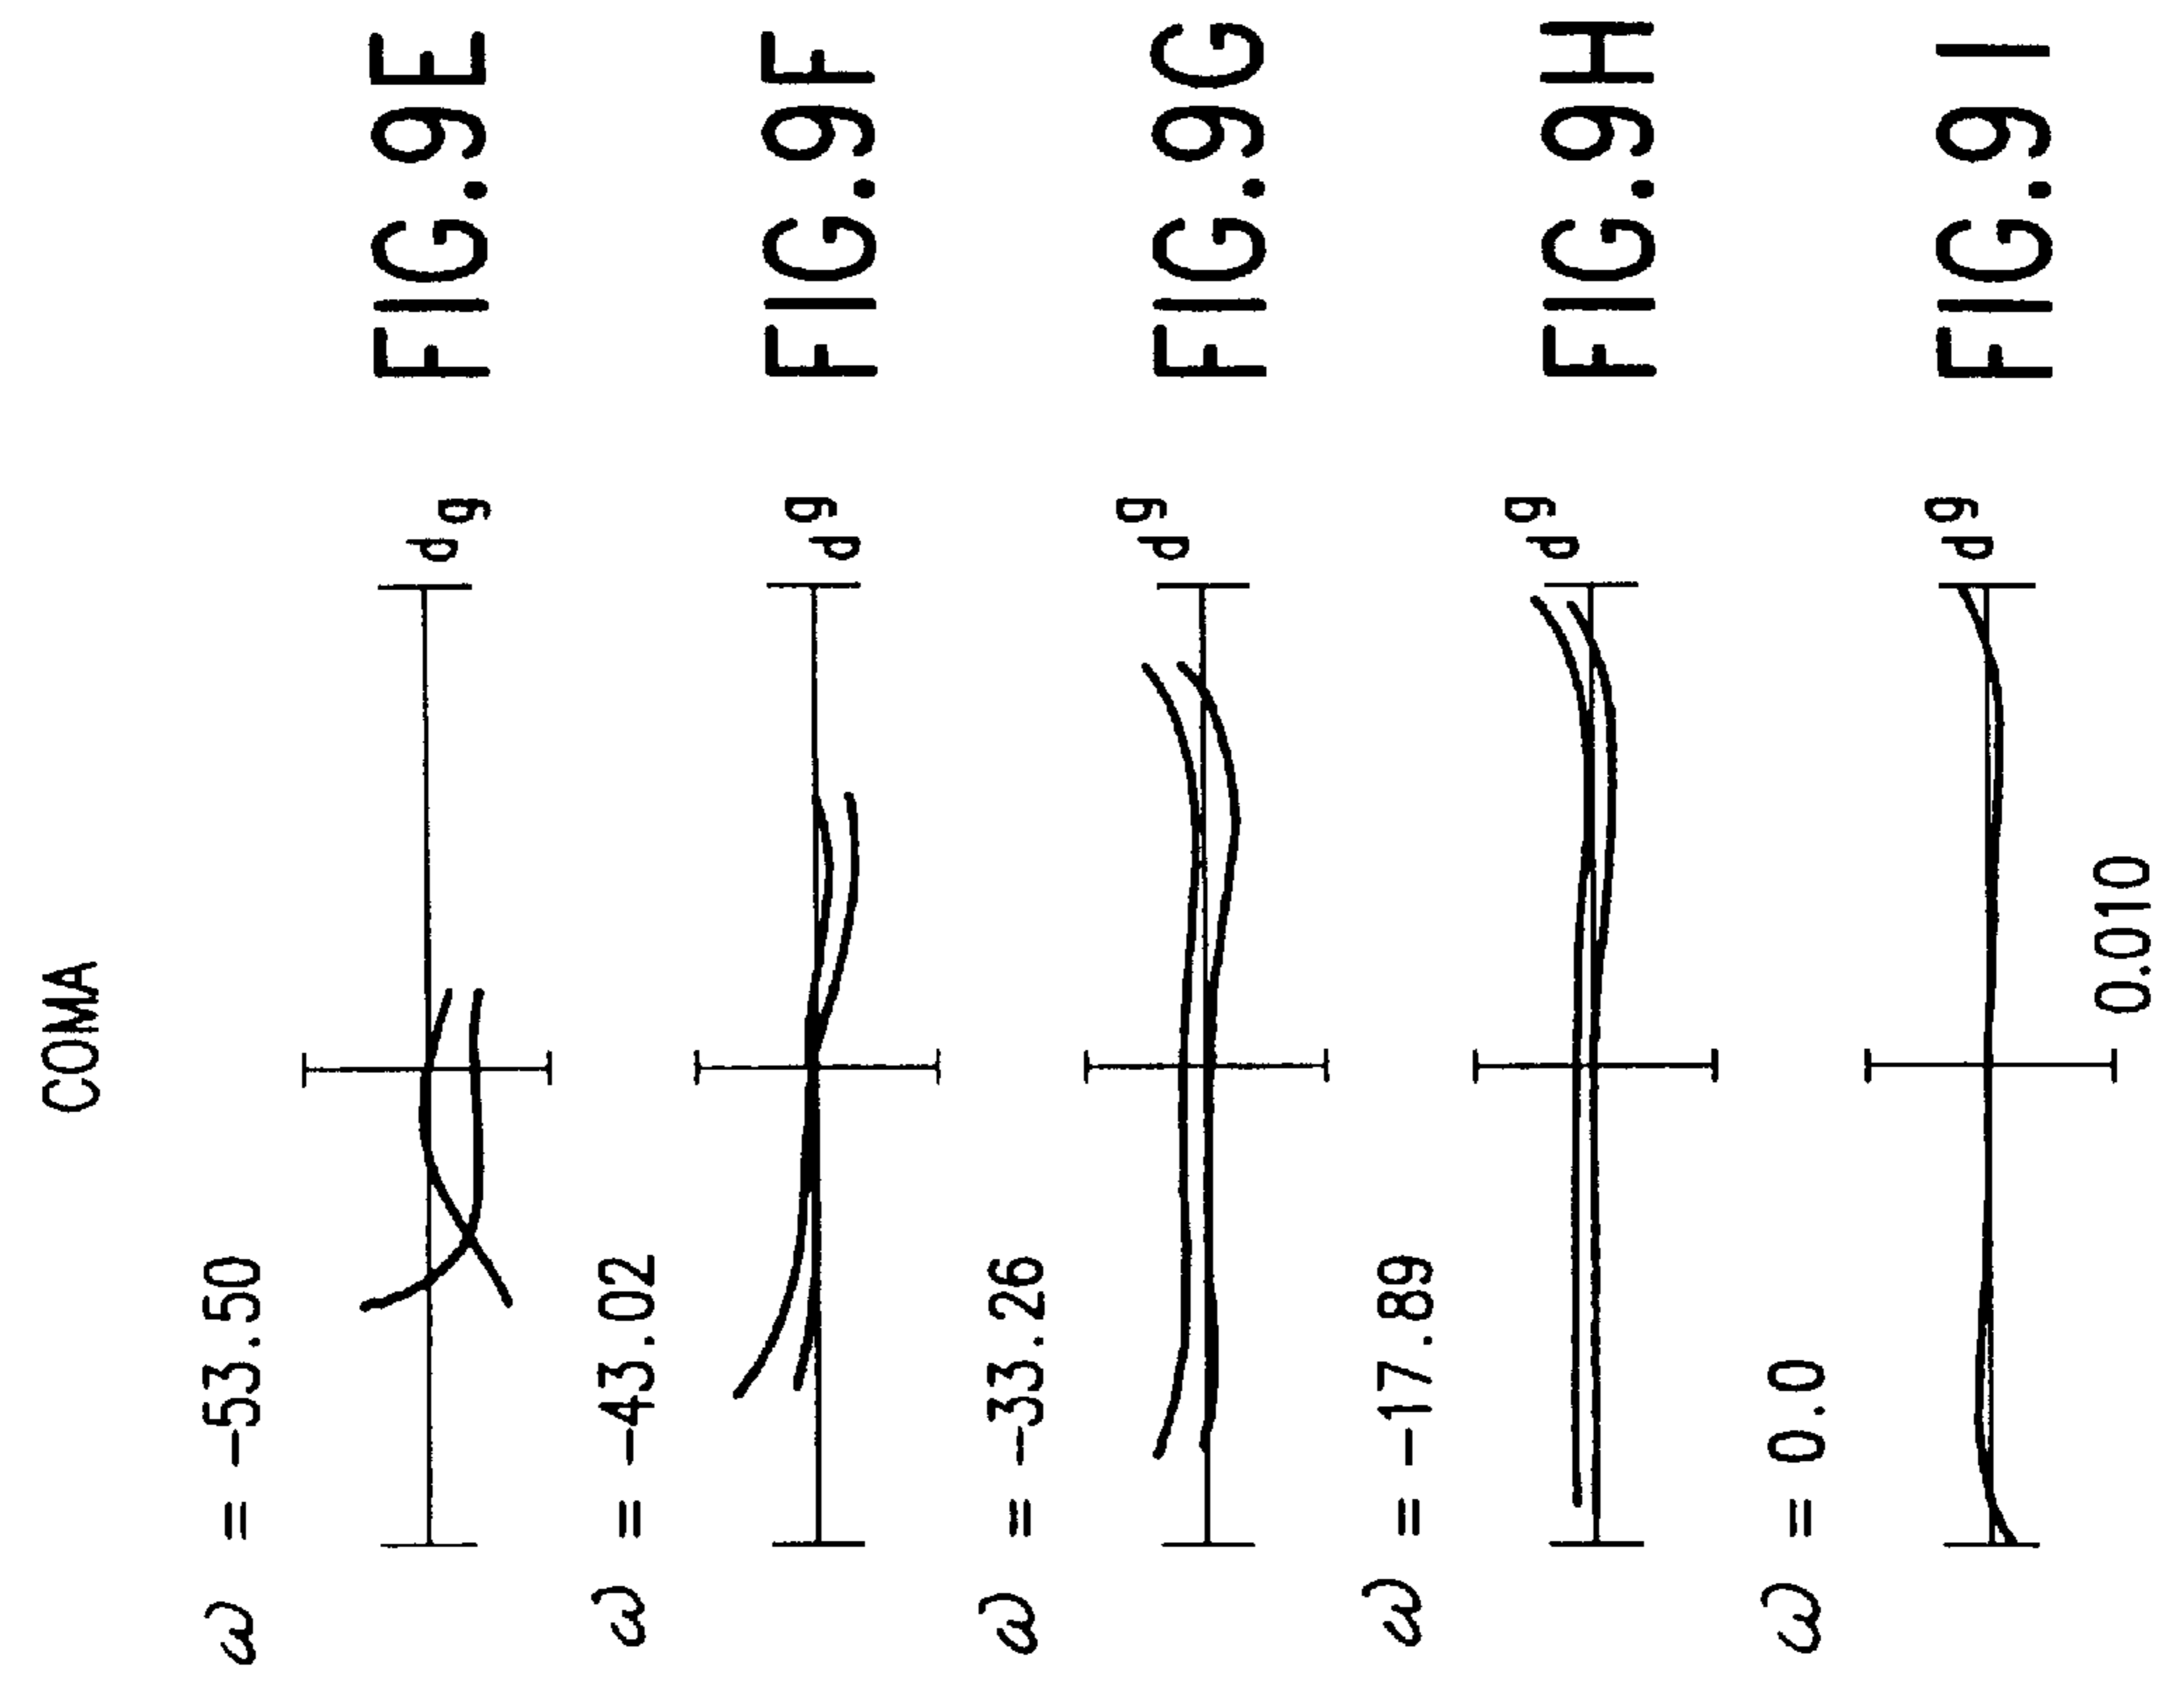 COMA
ω = -53.50
d
g
FIG.9E
ω = -43.02
g
d
FIG.9F
ω = -33.26
g
d
FIG.9G
ω = -17.89
g
d
FIG.9H
ω = 0.0
g
d
FIG.9I
0.010